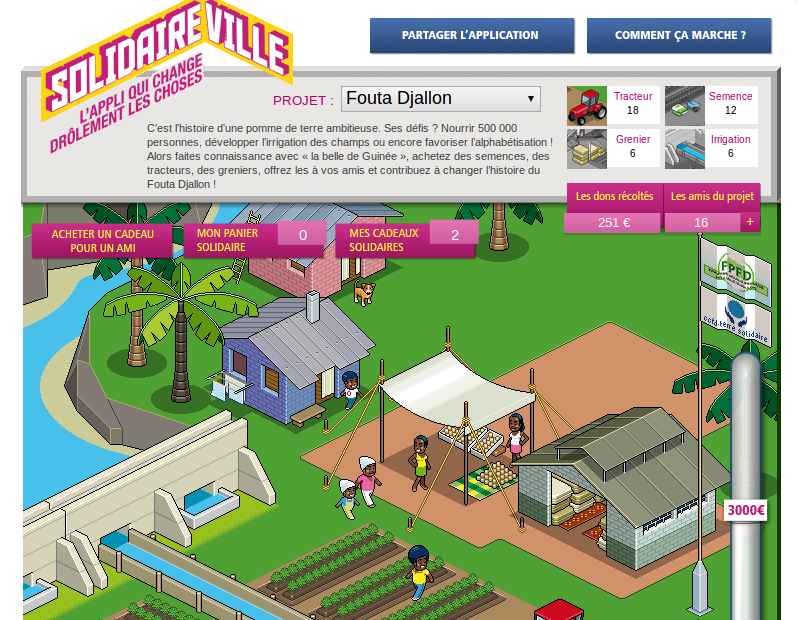 SOLIDAIREVILLE
L'APPLI QUI CHANGE
DRÔLEMENT LES CHOSES
PARTAGER L'APPLICATION
COMMENT ÇA MARCHE ?
PROJET : Fouta Djallon
C'est l'histoire d'une pomme de terre ambitieuse. Ses défis ? Nourrir 500 000
personnes, développer l'irrigation des champs ou encore favoriser l'alphabétisation !
Alors faites connaissance avec « la belle de Guinée », achetez des semences, des
tracteurs, des greniers, offrez les à vos amis et contribuez à changer l'histoire du
Fouta Djallon !
Tracteur
18
Semence
12
Grenier
6
Irrigation
6
Les dons récoltés
251 €
Les amis du projet
16 +
ACHETER UN CADEAU
POUR UN AMI
MON PANIER
SOLIDAIRE
0
MES CADEAUX
SOLIDAIRES
2
FPFD
ccfd-terre solidaire
3000€